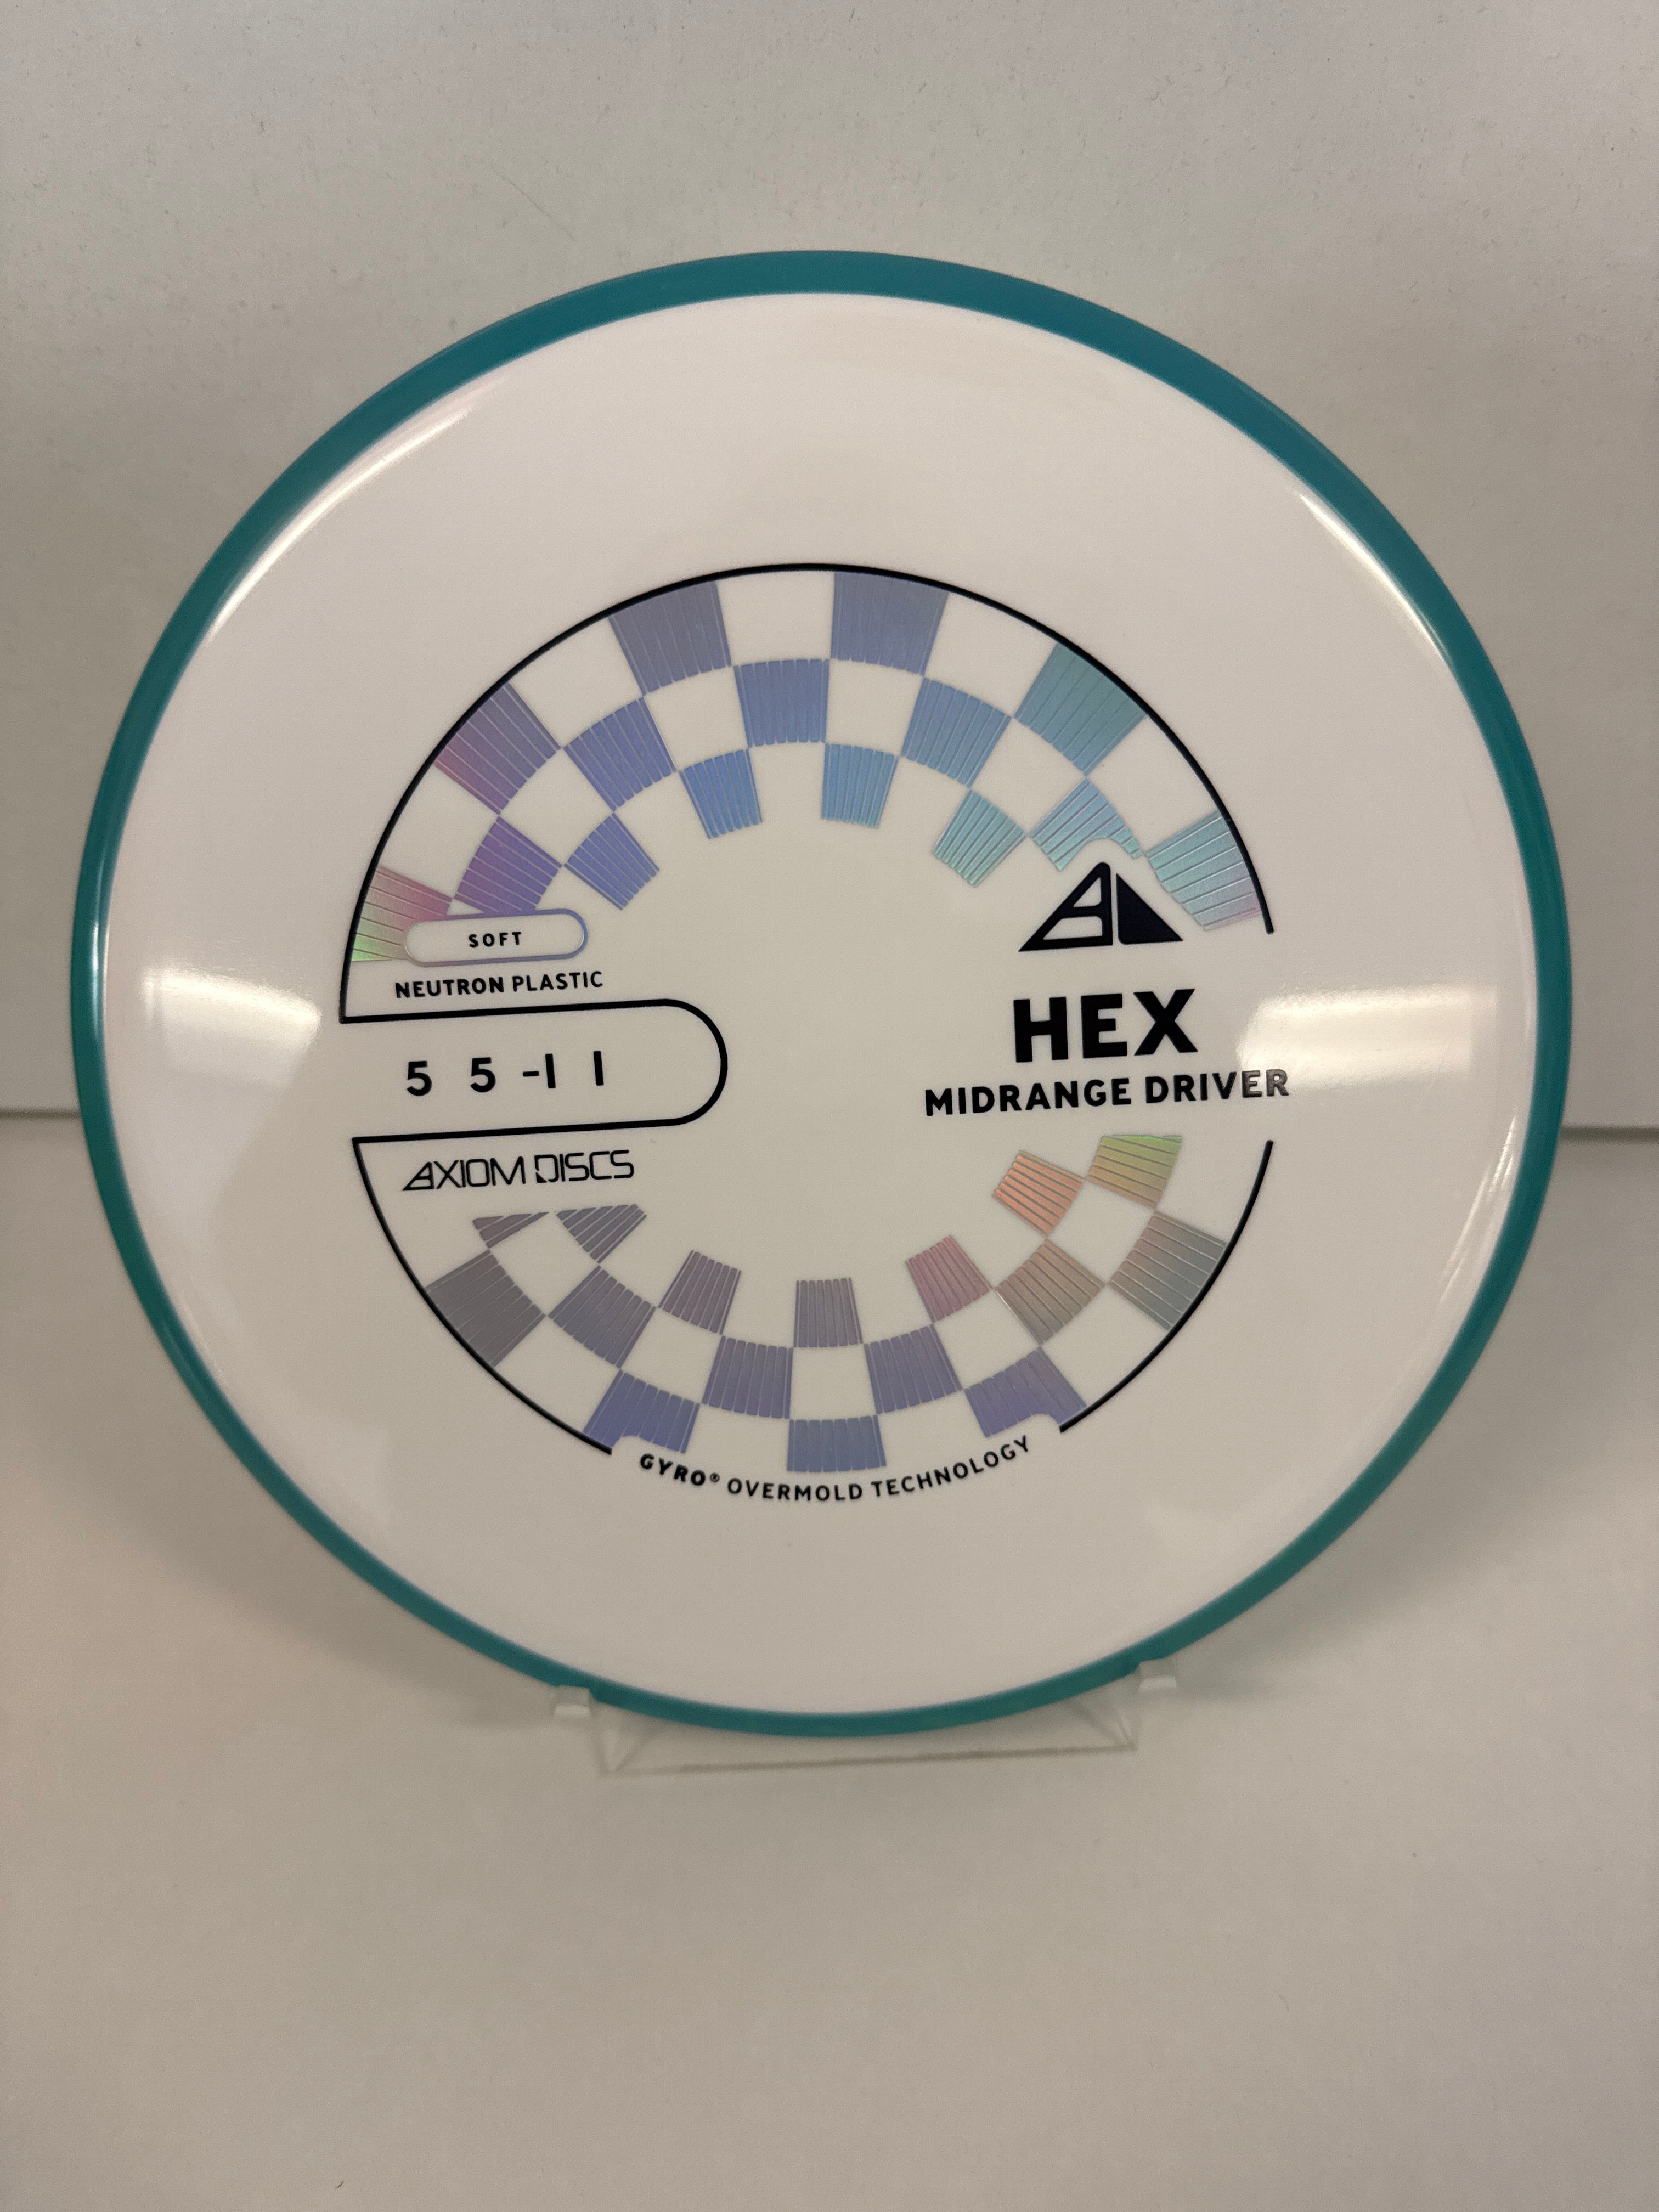 SOFT
NEUTRON PLASTIC
5 5 -1 1
AXIOM DISCS
HEX
MIDRANGE DRIVER
GYRO® OVERMOLD TECHNOLOGY